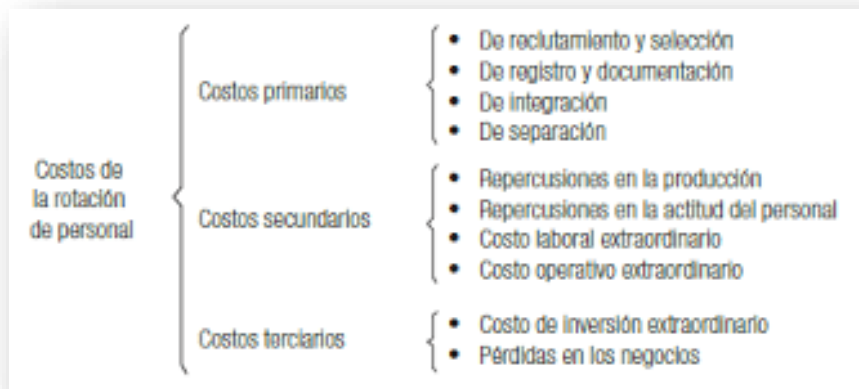 Costos de
la rotación
de personal
Costos primarios
• De reclutamiento y selección
• De registro y documentación
• De integración
• De separación
Costos secundarios
• Repercusiones en la producción
• Repercusiones en la actitud del personal
• Costo laboral extraordinario
• Costo operativo extraordinario
Costos terciarios
• Costo de inversión extraordinario
• Pérdidas en los negocios